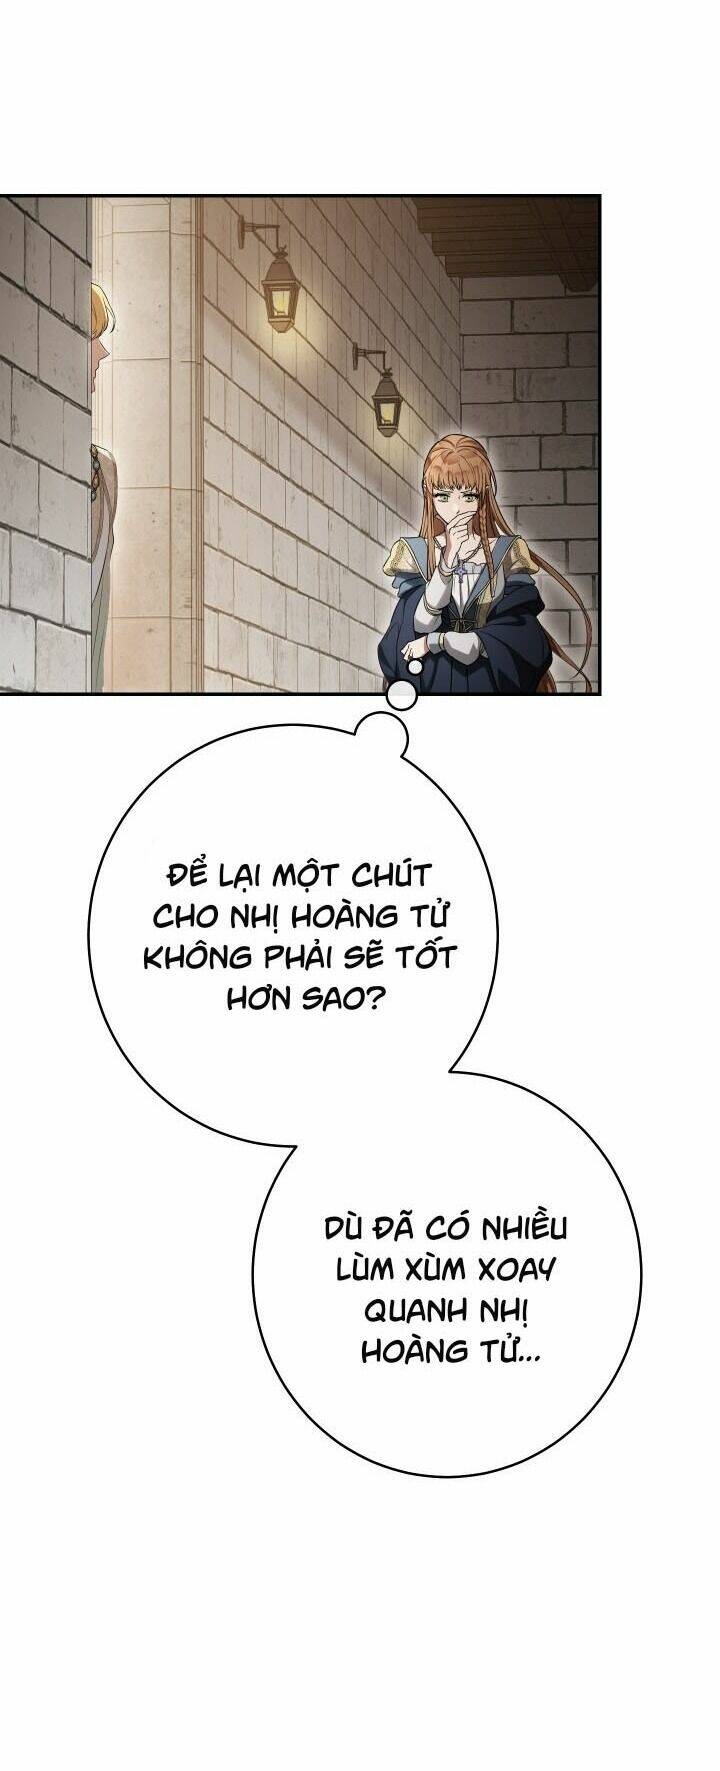 ĐỂ LẠI MỘT CHÚT
CHO NHỊ HOÀNG TỬ
KHÔNG PHẢI SẼ TỐT
HƠN SAO?
DÙ ĐÃ CÓ NHIỀU
LÙM XÙM XOAY
QUANH NHỊ
HOÀNG TỬ...